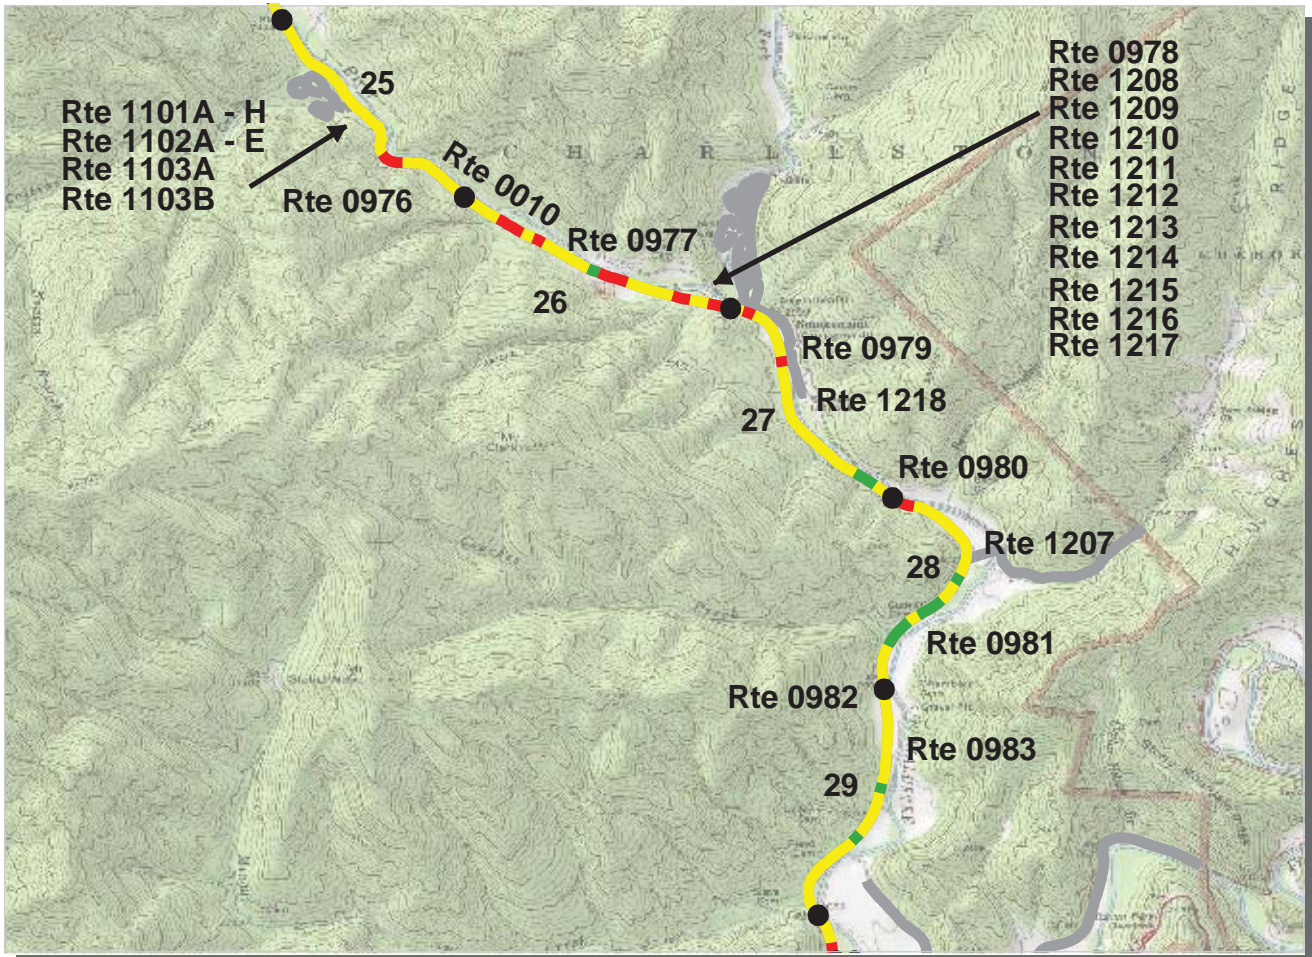 25
Rte 1101A - H
Rte 1102A - E
Rte 1103A
Rte 1103B
Rte 0976
Rte 0010
Rte 0977
26
Rte 0978
Rte 1208
Rte 1209
Rte 1210
Rte 1211
Rte 1212
Rte 1213
Rte 1214
Rte 1215
Rte 1216
Rte 1217
C H A R L E S T O N
RIDGE
Rte 0979
Rte 1218
27
Rte 0980
Rte 1207
28
Rte 0981
Rte 0982
Rte 0983
29
Creek